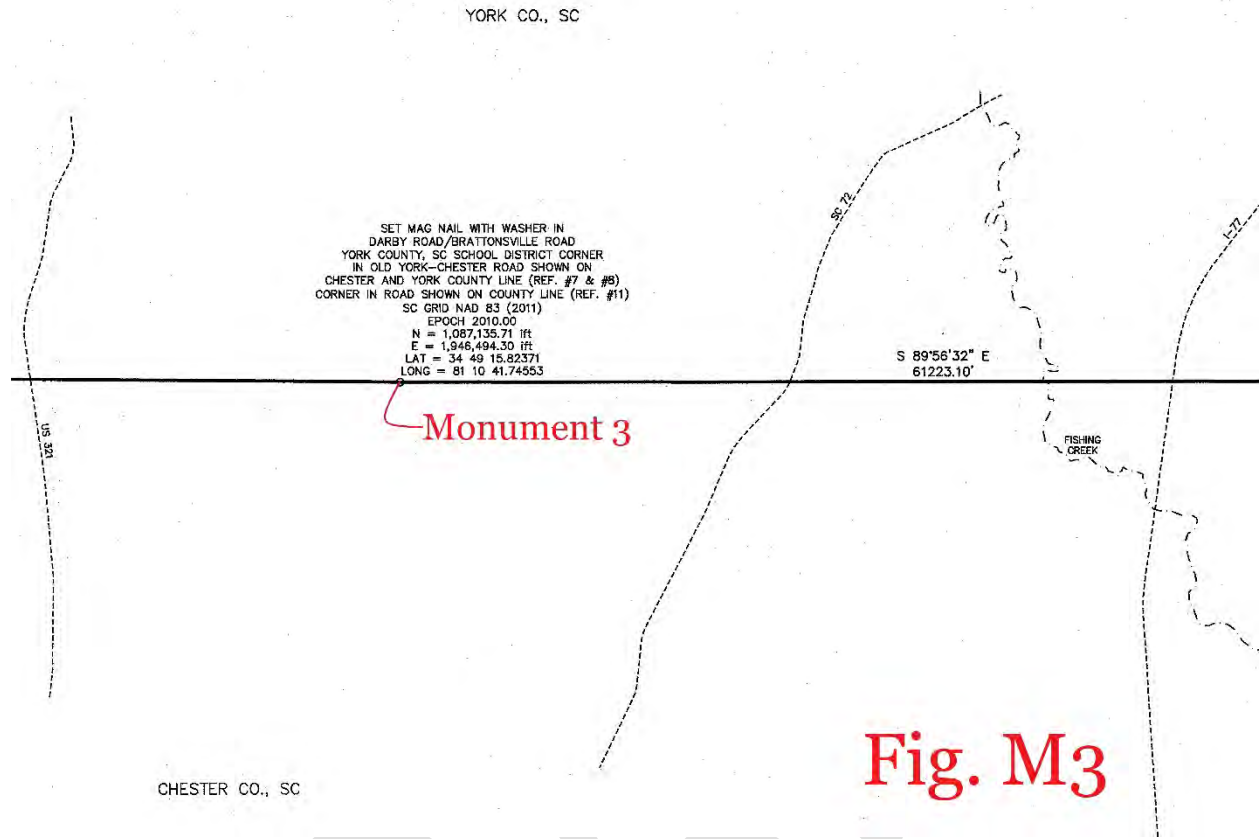 YORK CO., SC
SC 72
I-77
SET MAG NAIL WITH WASHER IN
DARBY ROAD/BRATTONSVILLE ROAD
YORK COUNTY, SC SCHOOL DISTRICT CORNER
IN OLD YORK-CHESTER ROAD SHOWN ON
CHESTER AND YORK COUNTY LINE (REF. #7 & #8)
CORNER IN ROAD SHOWN ON COUNTY LINE (REF. #11)
SC GRID NAD 83 (2011)
EPOCH 2010.00
N = 1,087,135.71 ift
E = 1,946,494.30 ift
LAT = 34 49 15.82371
LONG = 81 10 41.74553
S 89°56'32" E
61223.10'
Monument 3
US 321
FISHING
CREEK
Fig. M3
CHESTER CO., SC